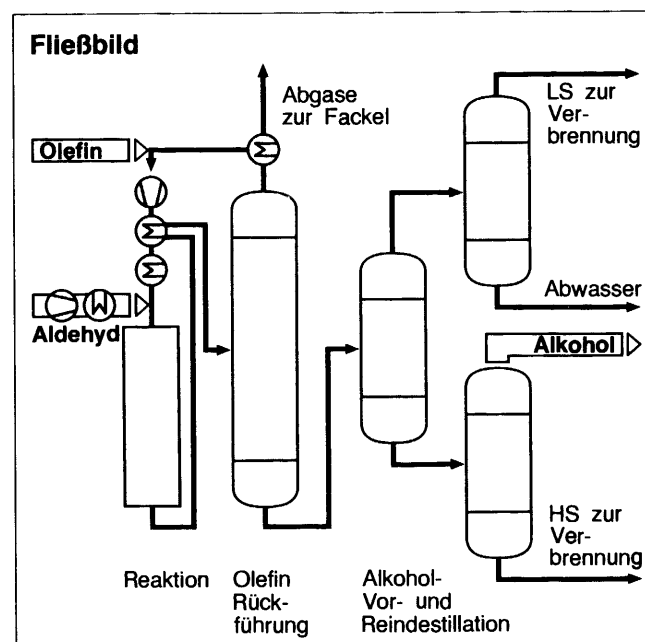 Fließbild
Abgase
zur Fackel
LS zur
Ver-
brennung
Olefin
Aldehyd
Abwasser
Alkohol
HS zur
Ver-
brennung
Reaktion
Olefin
Rück-
führung
Alkohol-
Vor- und
Reindestillation